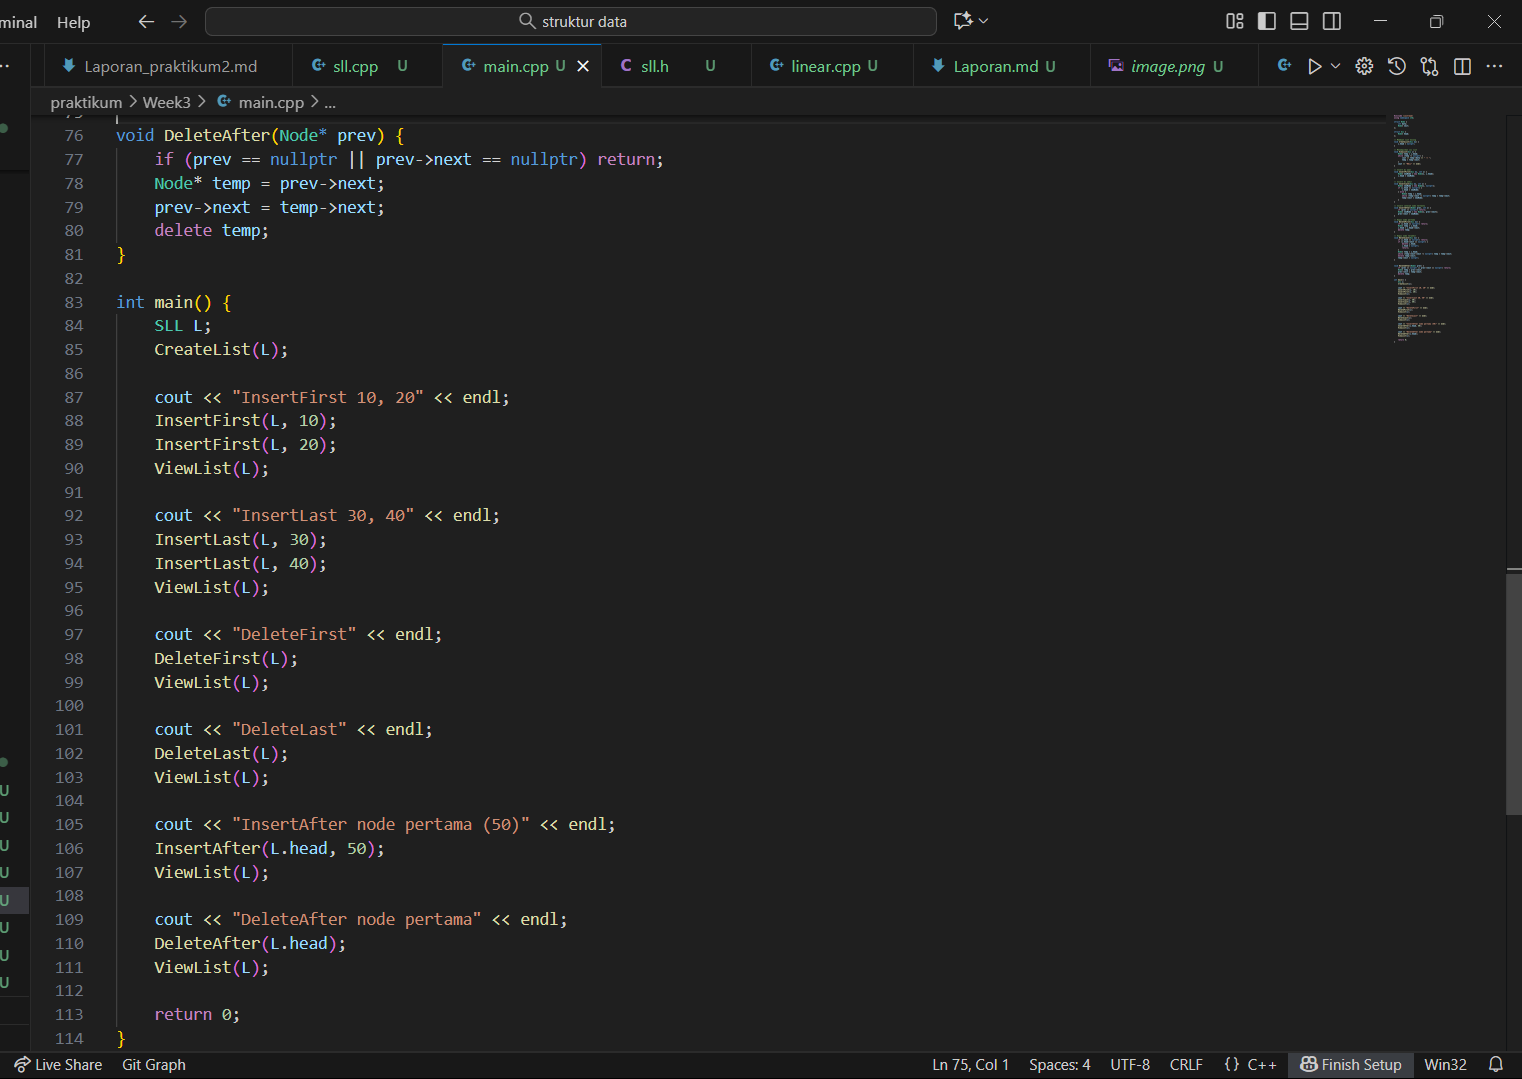 minal Help struktur data
Laporan_praktikum2.md sll.cpp U main.cpp U sll.h U linear.cpp U Laporan.md U image.png U
praktikum > Week3 > main.cpp > ...
76 void DeleteAfter(Node* prev) {
77 if (prev == nullptr || prev->next == nullptr) return;
78 Node* temp = prev->next;
79 prev->next = temp->next;
80 delete temp;
81 }
82
83 int main() {
84 SLL L;
85 CreateList(L);
86
87 cout << "InsertFirst 10, 20" << endl;
88 InsertFirst(L, 10);
89 InsertFirst(L, 20);
90 ViewList(L);
91
92 cout << "InsertLast 30, 40" << endl;
93 InsertLast(L, 30);
94 InsertLast(L, 40);
95 ViewList(L);
96
97 cout << "DeleteFirst" << endl;
98 DeleteFirst(L);
99 ViewList(L);
100
101 cout << "DeleteLast" << endl;
102 DeleteLast(L);
103 ViewList(L);
104
105 cout << "InsertAfter node pertama (50)" << endl;
106 InsertAfter(L.head, 50);
107 ViewList(L);
108
109 cout << "DeleteAfter node pertama" << endl;
110 DeleteAfter(L.head);
111 ViewList(L);
112
113 return 0;
114 }
U
U
U
U
U
U
U
U
Live Share Git Graph Ln 75, Col 1 Spaces: 4 UTF-8 CRLF {} C++ Finish Setup Win32